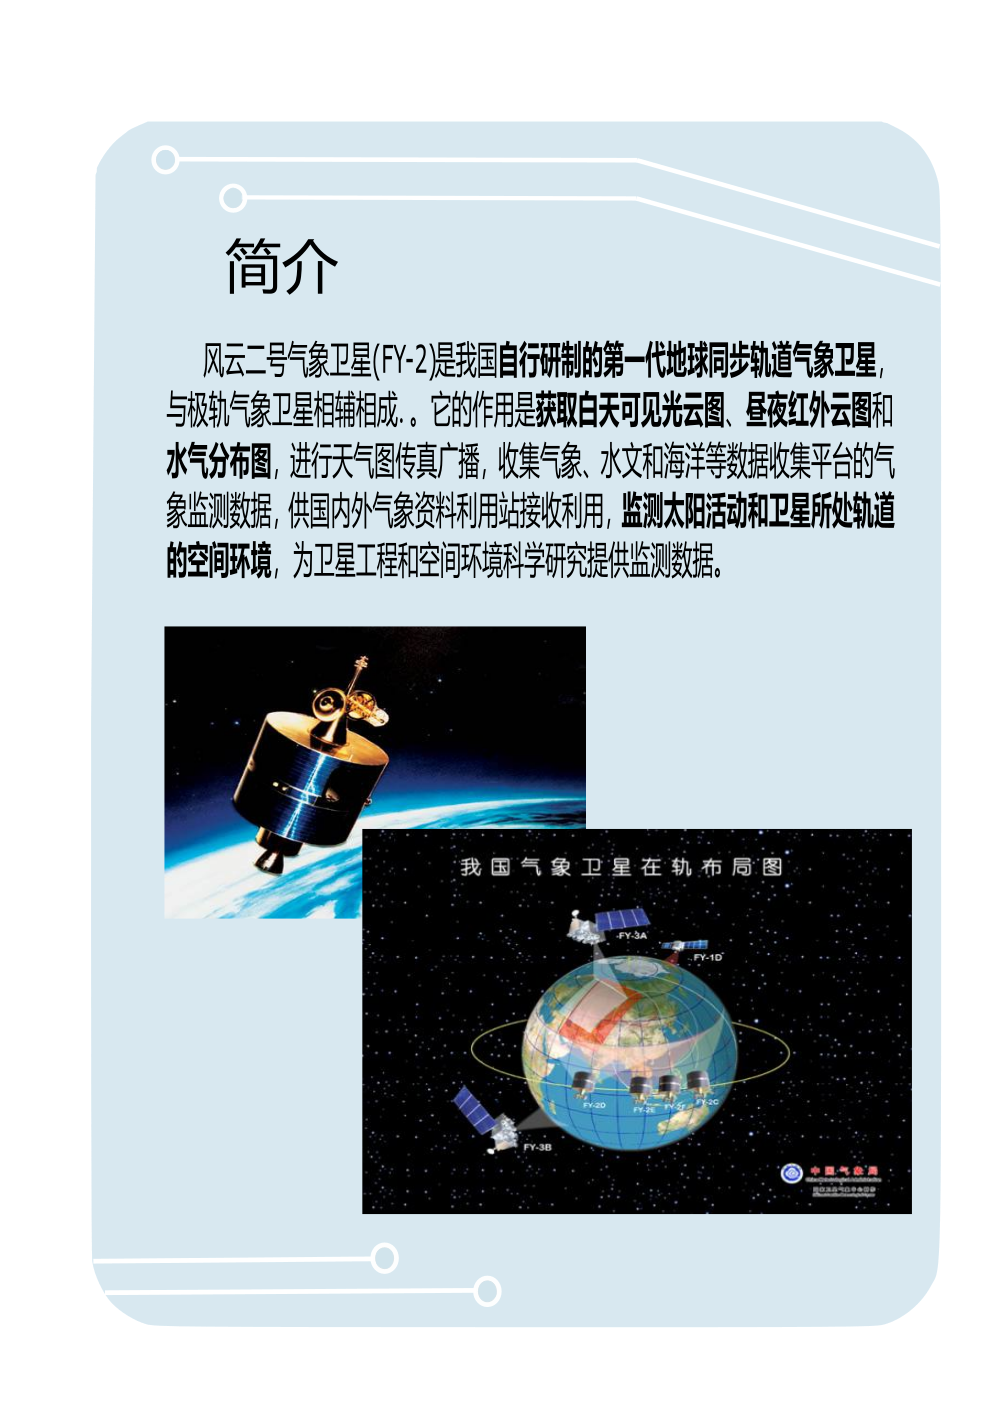 简介
风云二号气象卫星(FY-2)是我国自行研制的第一代地球同步轨道气象卫星,
与极轨气象卫星相辅相成.。它的作用是获取白天可见光云图、昼夜红外云图和
水气分布图, 进行天气图传真广播, 收集气象、水文和海洋等数据收集平台的气
象监测数据, 供国内外气象资料利用站接收利用, 监测太阳活动和卫星所处轨道
的空间环境, 为卫星工程和空间环境科学研究提供监测数据。
我国气象卫星在轨布局图
FY-3A
FY-1D
FY-2D
FY-2E
FY-2F
FY-2C
FY-3B
中国气象局